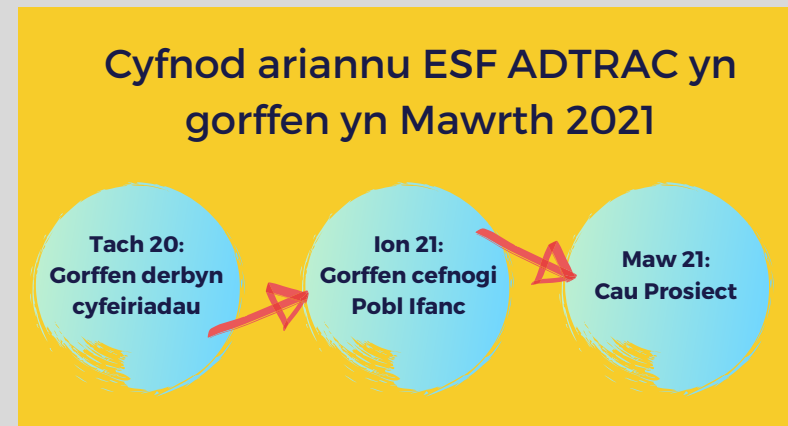 Cyfnod ariannu ESF ADTRAC yn
gorffen yn Mawrth 2021
Tach 20:
Gorffen derbyn
cyfeiriadau
Ion 21:
Gorffen cefnogi
Pobl Ifanc
Maw 21:
Cau Prosiect